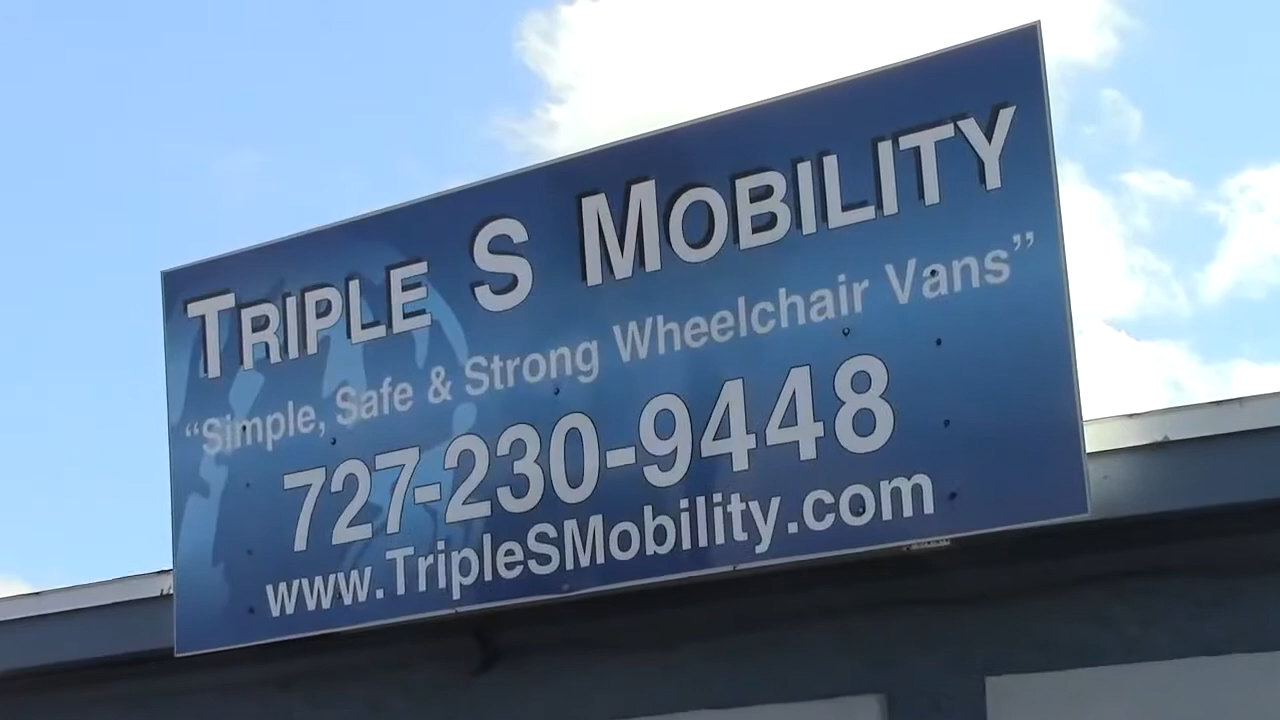 TRIPLE S MOBILITY
“Simple, Safe & Strong Wheelchair Vans”
727-230-9448
www.TripleSMobility.com